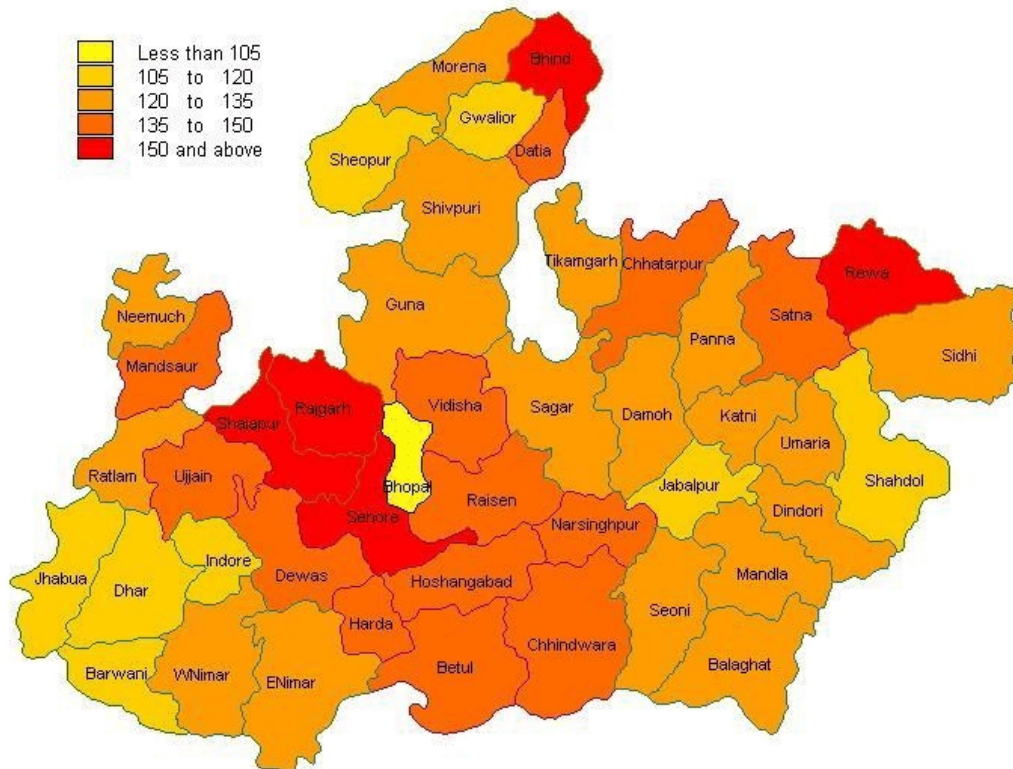 Less than 105
105 to 120
120 to 135
135 to 150
150 and above
Morena
Bhind
Gwalior
Datia
Sheopur
Shivpuri
Tikamgarh
Chhatarpur
Rewa
Guna
Neemuch
Panna
Satna
Sidhi
Mandsaur
Rajgarh
Vidisha
Sagar
Damoh
Katni
Shajapur
Umaria
Ratlam
Ujjain
Bhopal
Raisen
Jabalpur
Shahdol
Sehore
Narsinghpur
Dindori
Indore
Jhabua
Dhar
Dewas
Hoshangabad
Mandla
Harda
Seoni
Barwani
WNimar
ENimar
Betul
Chhindwara
Balaghat